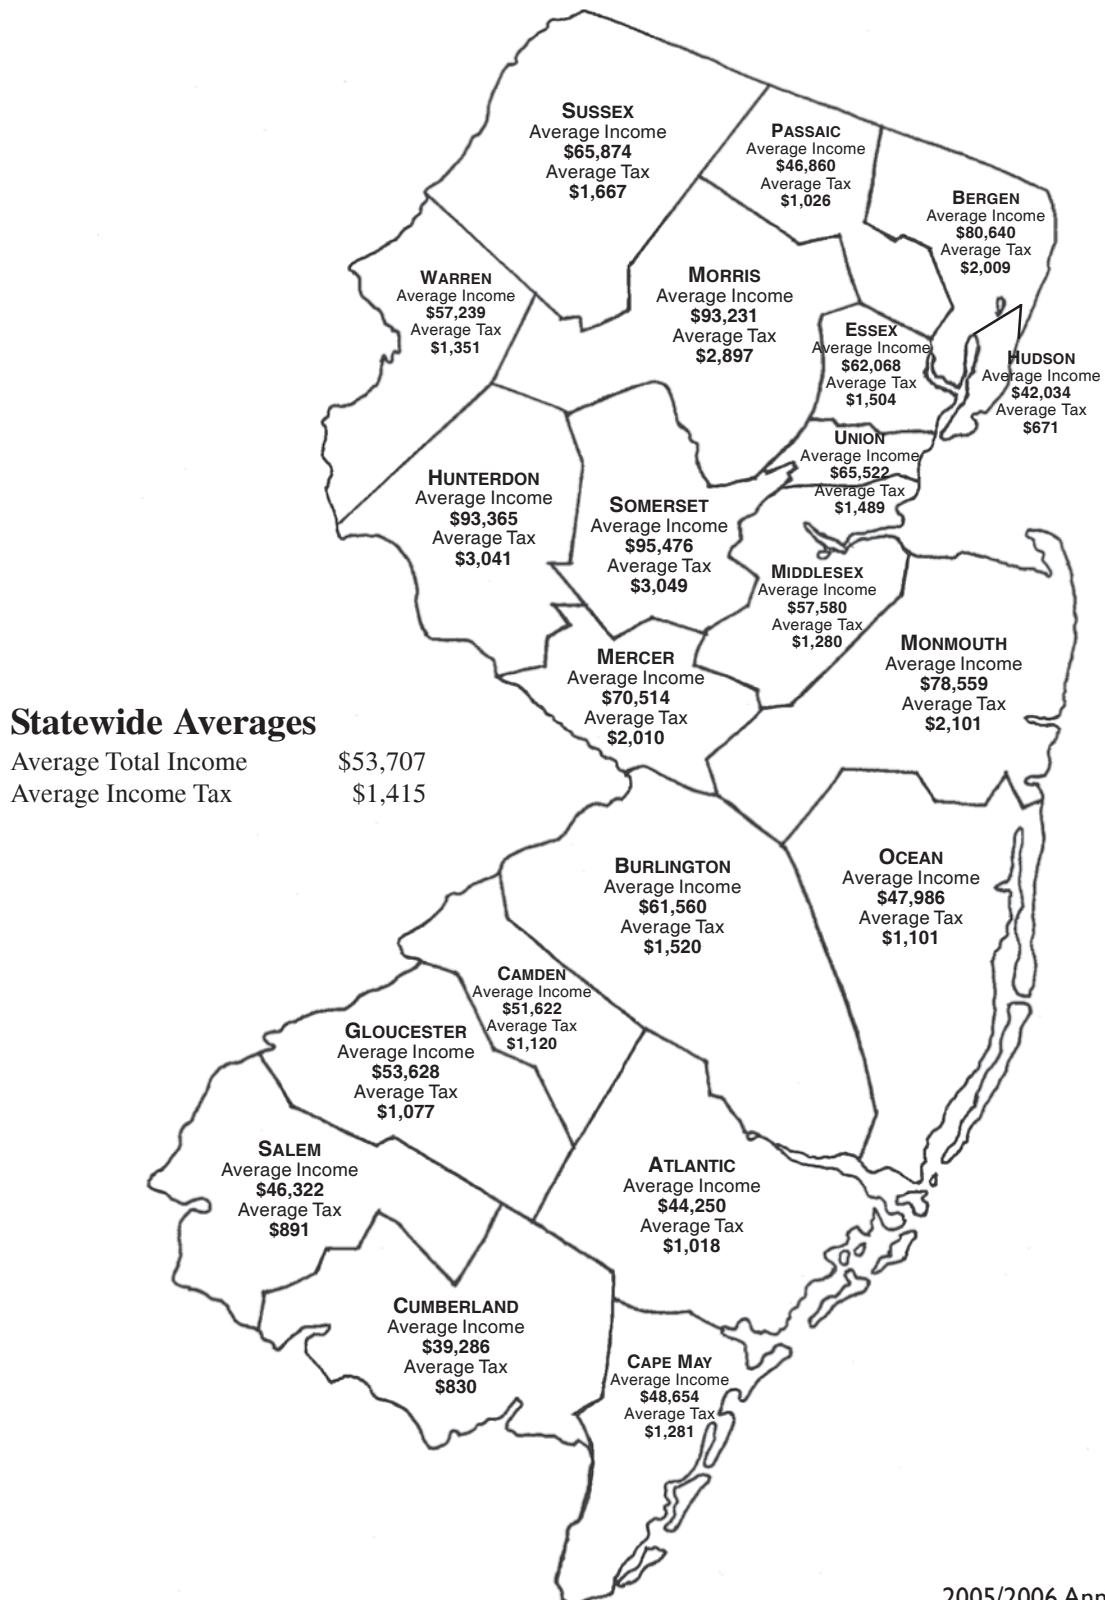 SUSSEX
Average Income
$65,874
Average Tax
$1,667
PASSAIC
Average Income
$46,860
Average Tax
$1,026
BERGEN
Average Income
$80,640
Average Tax
$2,009
WARREN
Average Income
$57,239
Average Tax
$1,351
MORRIS
Average Income
$93,231
Average Tax
$2,897
ESSEX
Average Income
$62,068
Average Tax
$1,504
HUDSON
Average Income
$42,034
Average Tax
$671
UNION
Average Income
$65,522
Average Tax
$1,489
HUNTERDON
Average Income
$93,365
Average Tax
$3,041
SOMERSET
Average Income
$95,476
Average Tax
$3,049
MIDDLESEX
Average Income
$57,580
Average Tax
$1,280
MONMOUTH
Average Income
$78,559
Average Tax
$2,101
MERCER
Average Income
$70,514
Average Tax
$2,010
Statewide Averages
Average Total Income $53,707
Average Income Tax $1,415
BURLINGTON
Average Income
$61,560
Average Tax
$1,520
OCEAN
Average Income
$47,986
Average Tax
$1,101
CAMDEN
Average Income
$51,622
Average Tax
$1,120
GLOUCESTER
Average Income
$53,628
Average Tax
$1,077
SALEM
Average Income
$46,322
Average Tax
$891
ATLANTIC
Average Income
$44,250
Average Tax
$1,018
CUMBERLAND
Average Income
$39,286
Average Tax
$830
CAPE MAY
Average Income
$48,654
Average Tax
$1,281
2005/2006 Ann